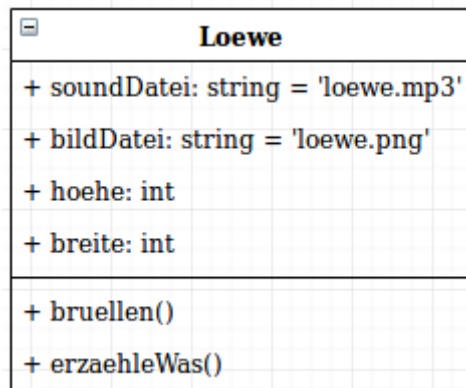 Loewe
+ soundDatei: string = 'loewe.mp3'
+ bildDatei: string = 'loewe.png'
+ hoehe: int
+ breite: int
+ bruellen()
+ erzaehleWas()